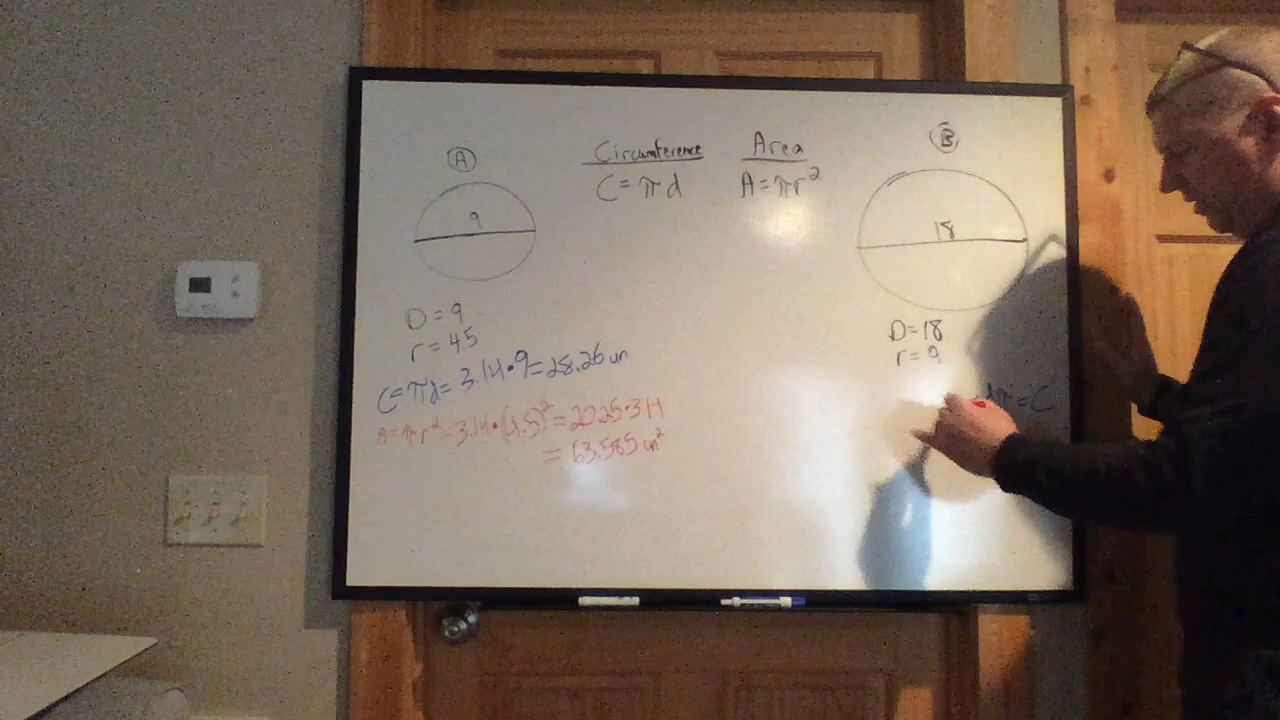 A
Circumference
C = πd
Area
A = πr²
B
9
18
D = 9
r = 4.5
C = πd = 3.14 • 9 = 28.26 un
A = πr² = 3.14 • (4.5)² = 20.25 • 3.14
= 63.585 un²
D = 18
r = 9
dπ = C